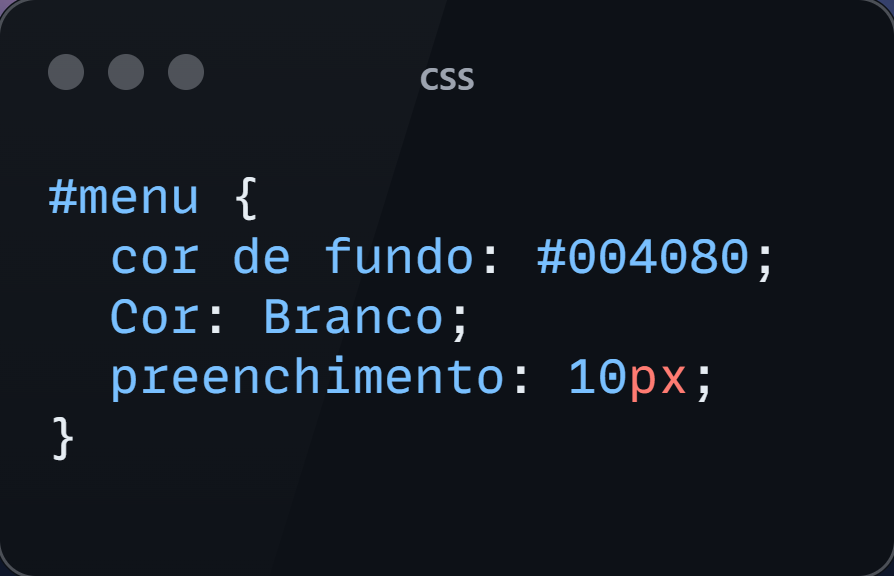 CSS
#menu {
cor de fundo: #004080;
Cor: Branco;
preenchimento: 10px;
}